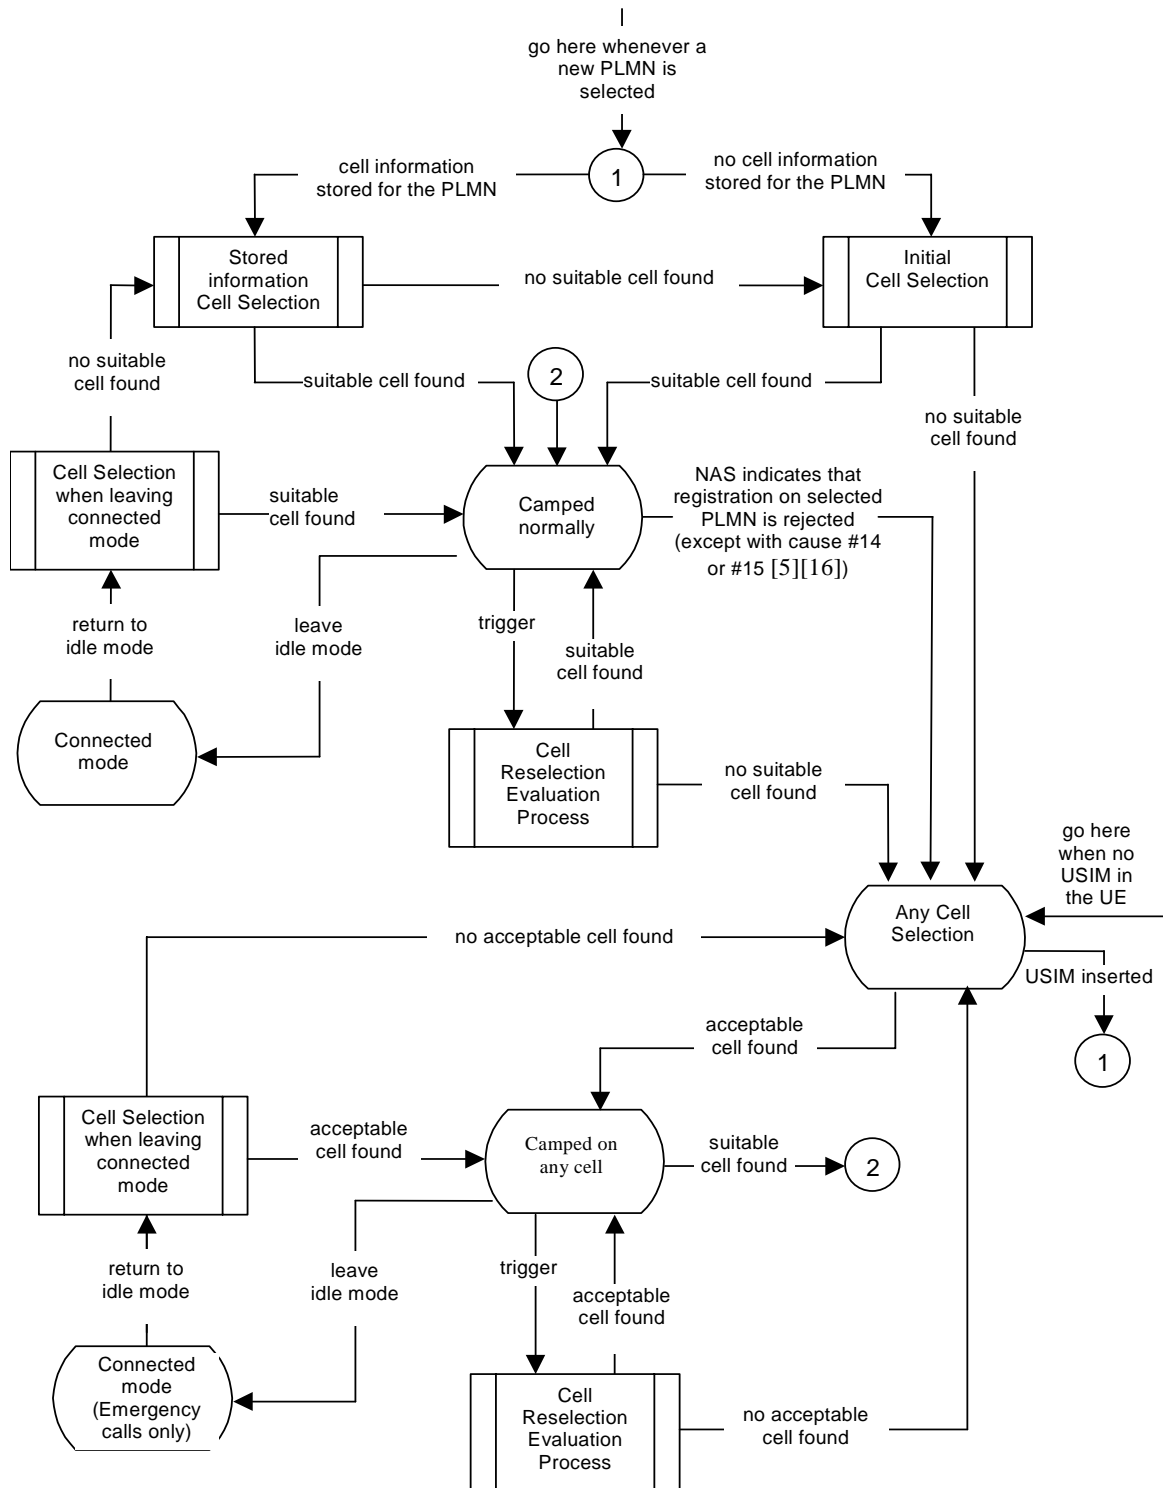 go here whenever a
new PLMN is
selected
1
cell information
stored for the PLMN
no cell information
stored for the PLMN
Stored
information
Cell Selection
no suitable cell found
Initial
Cell Selection
no suitable
cell found
suitable cell found
2
suitable cell found
no suitable
cell found
Cell Selection
when leaving
connected
mode
suitable
cell found
Camped
normally
NAS indicates that
registration on selected
PLMN is rejected
(except with cause #14
or #15 [5][16])
return to
idle mode
leave
idle mode
trigger
suitable
cell found
Connected
mode
Cell
Reselection
Evaluation
Process
no suitable
cell found
go here
when no
USIM in
the UE
Any Cell
Selection
no acceptable cell found
USIM inserted
1
acceptable
cell found
Cell Selection
when leaving
connected
mode
acceptable
cell found
Camped on
any cell
suitable
cell found
2
return to
idle mode
leave
idle mode
trigger
acceptable
cell found
Connected
mode
(Emergency
calls only)
Cell
Reselection
Evaluation
Process
no acceptable
cell found